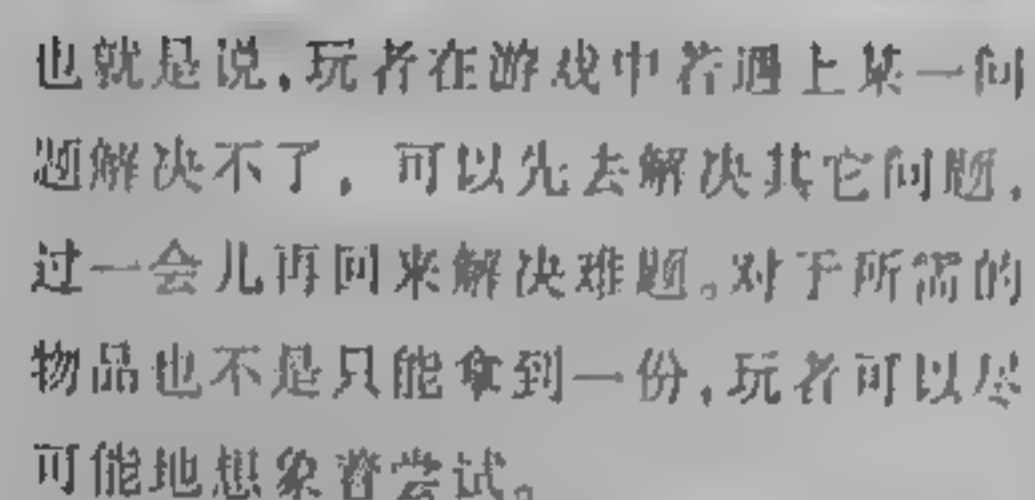 也就是说，玩者在游戏中若遇上某一问
题解决不了，可以先去解决其它问题，
过一会儿再回来解决难题。对于所需的
物品也不是只能拿到一份，玩者可以尽
可能地想象着尝试。